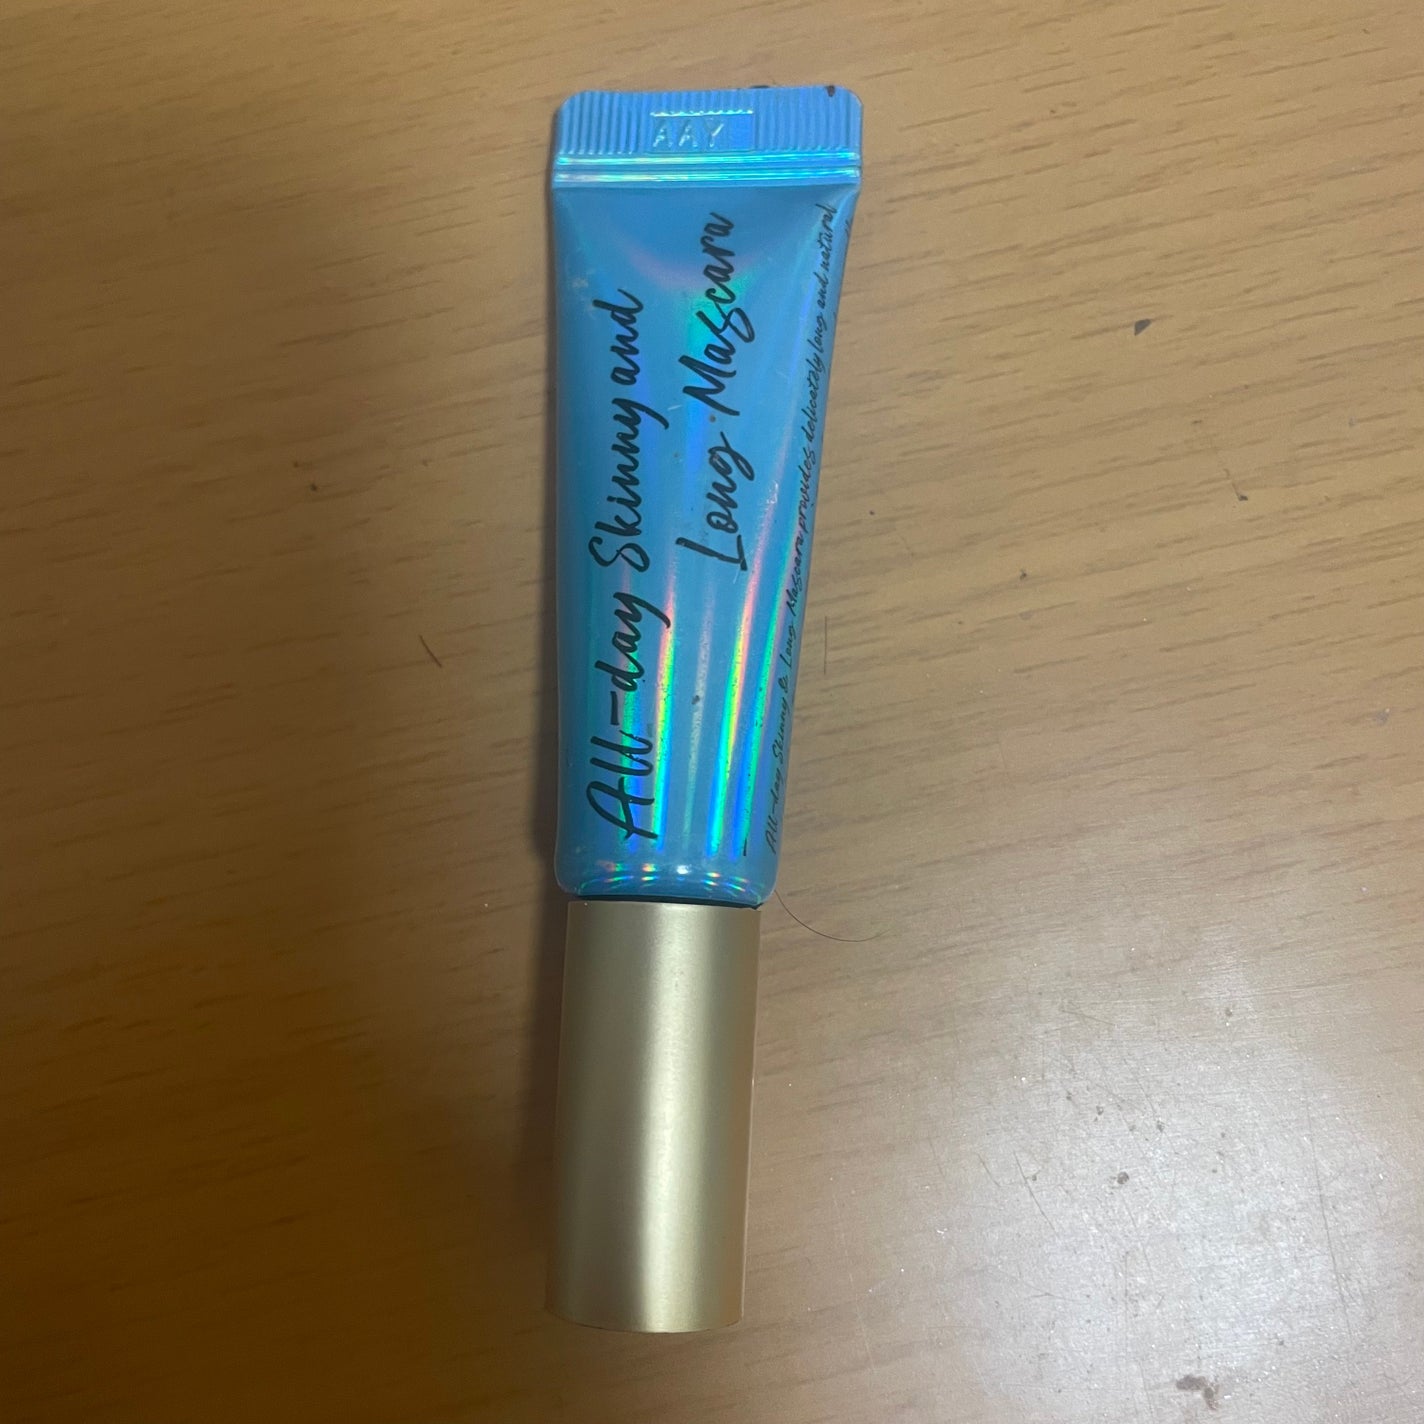 AAY
All-day Skinny and
Long Mascara
All-day Skinny & Long Mascara provides delicately long and natural